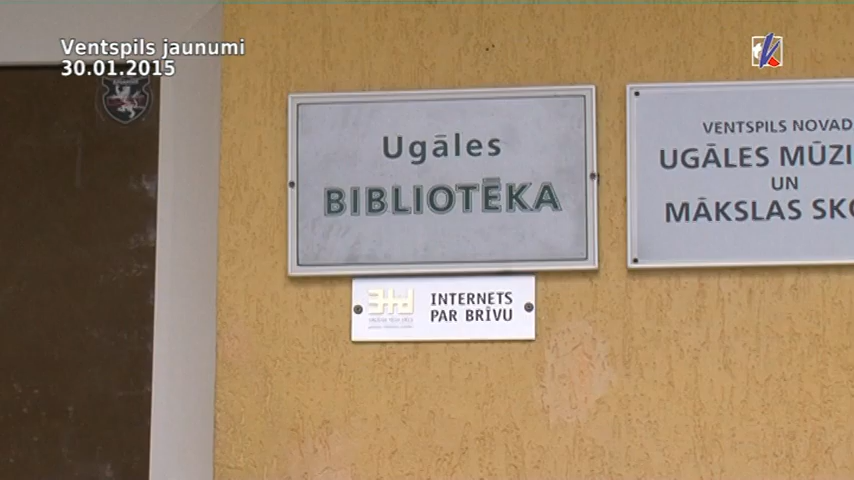 Ventspils jaunumi
30.01.2015
Ugāles
BIBLIOTĒKA
INTERNETS
PAR BRĪVU
VENTSPILS NOVAD
UGĀLES MŪZI
UN
MĀKSLAS SKO